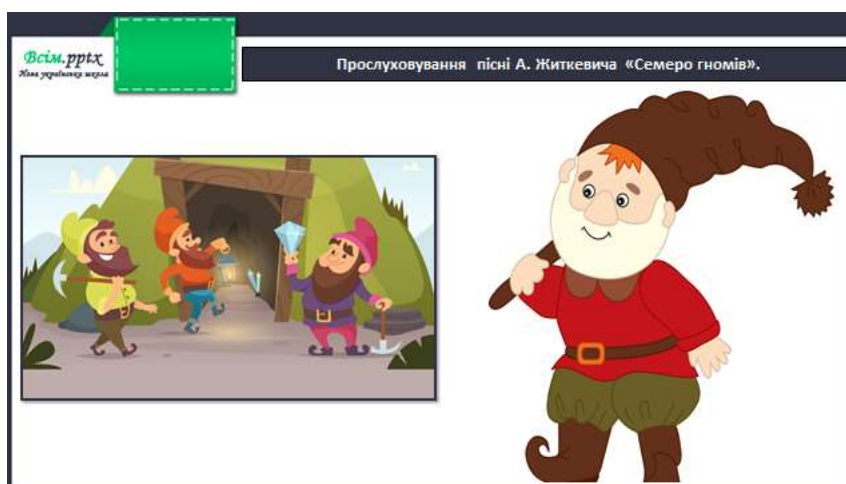 Всім.pptx
Нова українська школа
Прослуховування пісні А. Житкевича «Семеро гномів».